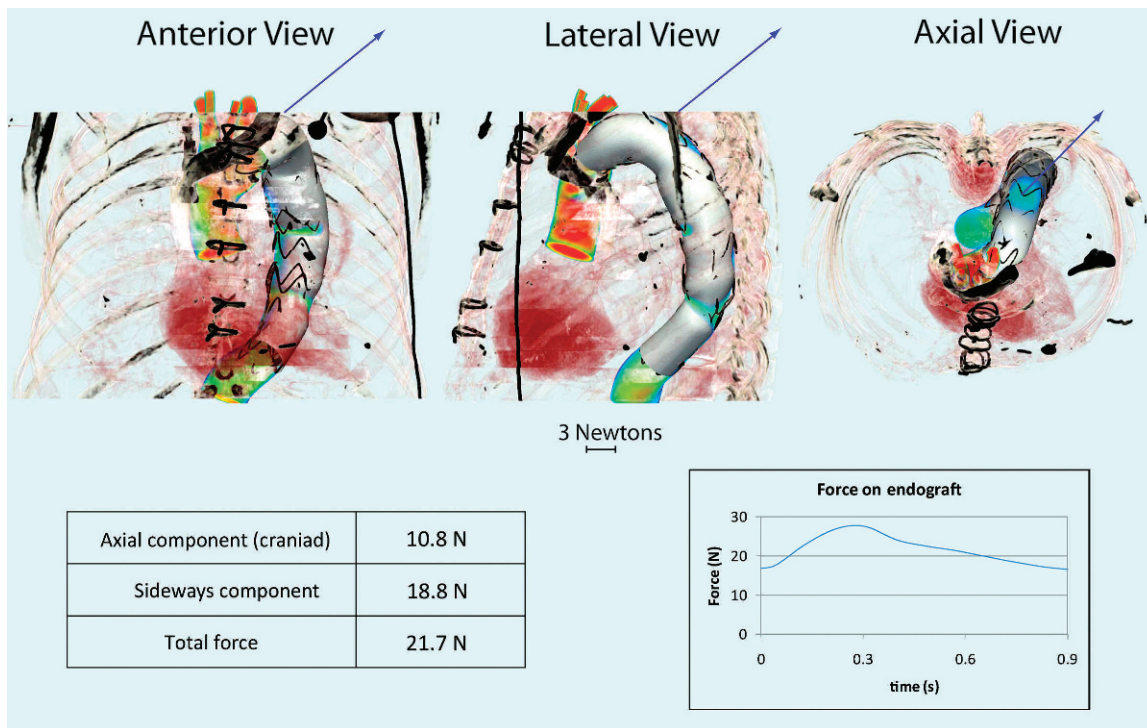 Anterior View
Lateral View
Axial View
3 Newtons
Axial component (craniad) 10.8 N
Sideways component 18.8 N
Total force 21.7 N
Force on endograft
Force (N)
30
20
10
0
0 0.3 0.6 0.9
time (s)